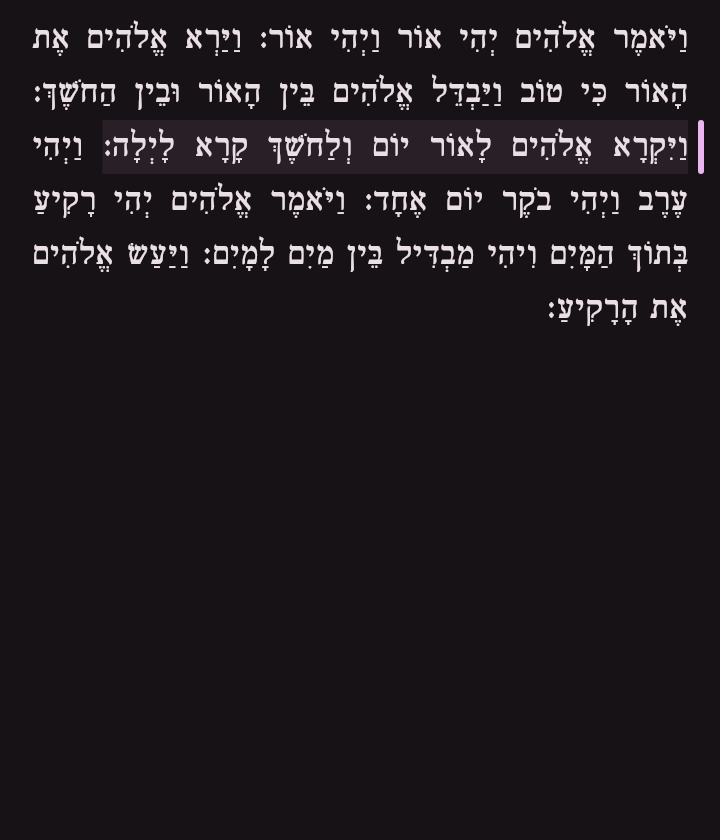 וַיֹּאמֶר אֱלֹהִים יְהִי אוֹר וַיְהִי אוֹר׃ וַיַּרְא אֱלֹהִים אֶת
הָאוֹר כִּי טוֹב וַיַּבְדֵּל אֱלֹהִים בֵּין הָאוֹר וּבֵין הַחֹשֶׁךְ׃
וַיִּקְרָא אֱלֹהִים לָאוֹר יוֹם וְלַחֹשֶׁךְ קָרָא לָיְלָה׃ וַיְהִי
עֶרֶב וַיְהִי בֹקֶר יוֹם אֶחָד׃ וַיֹּאמֶר אֱלֹהִים יְהִי רָקִיעַ
בְּתוֹךְ הַמָּיִם וִיהִי מַבְדִּיל בֵּין מַיִם לָמָיִם׃ וַיַּעַשׂ אֱלֹהִים
אֶת הָרָקִיעַ׃